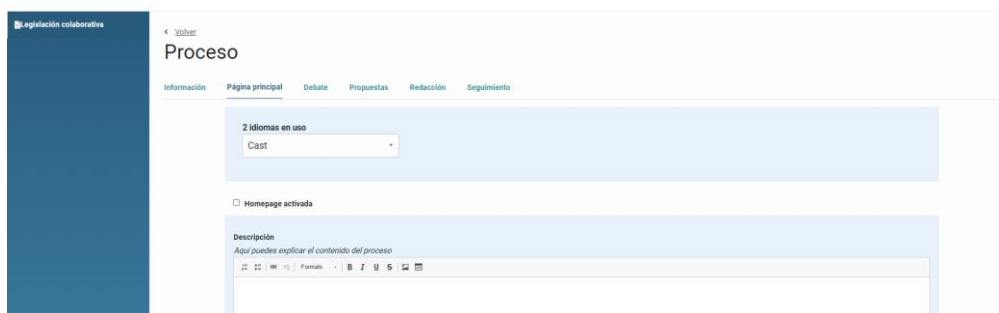 Legislación colaborativa
Volver
Proceso
Información Página principal Debate Propuestas Redacción Seguimiento
2 idiomas en uso
Cast
Homepage activada
Descripción
Aquí puedes explicar el contenido del proceso
Formato B I U S